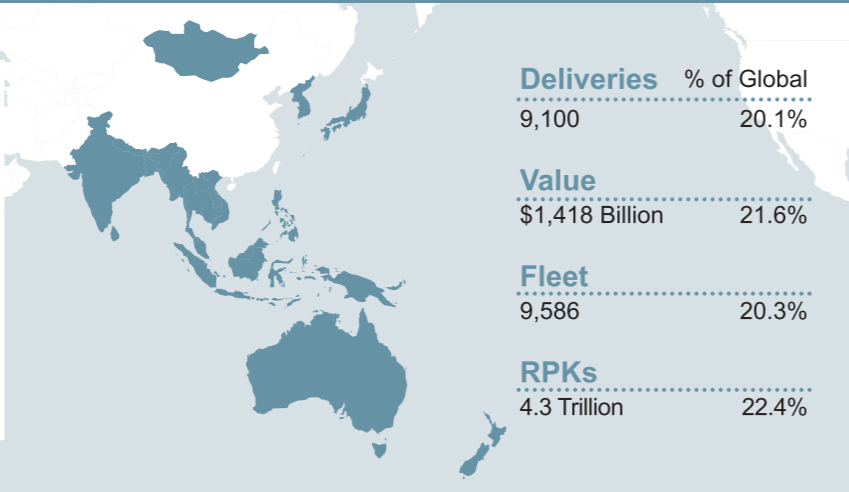 Deliveries % of Global
9,100 20.1%
Value
$1,418 Billion 21.6%
Fleet
9,586 20.3%
RPKs
4.3 Trillion 22.4%